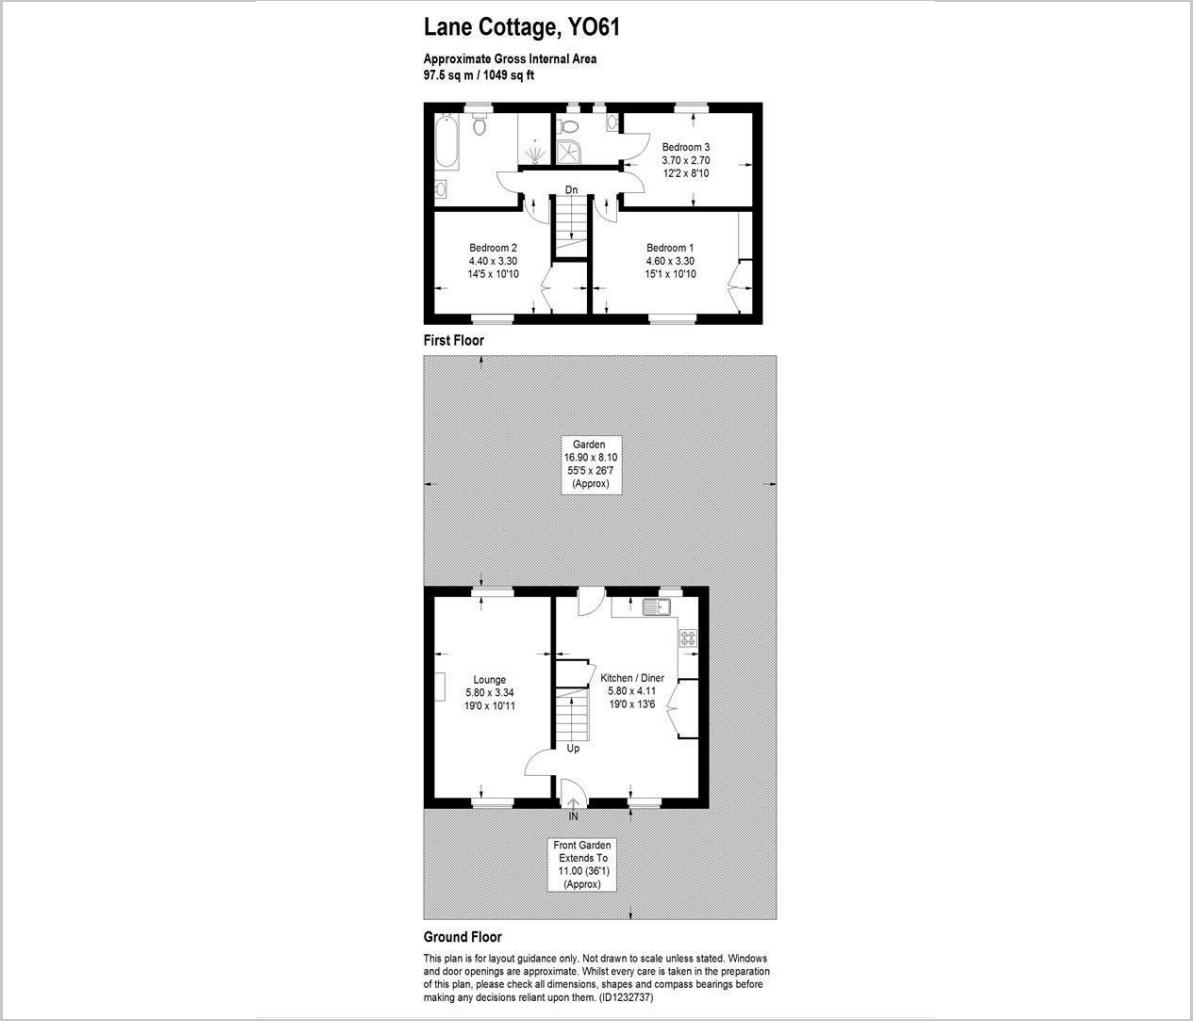 Lane Cottage, YO61
Approximate Gross Internal Area
97.5 sq m / 1049 sq ft
Bedroom 3
3.70 x 2.70
12'2 x 8'10
Dn
Bedroom 2
4.40 x 3.30
14'5 x 10'10
Bedroom 1
4.60 x 3.30
15'1 x 10'10
First Floor
Garden
16.90 x 8.10
55'5 x 26'7
(Approx)
Lounge
5.80 x 3.34
19'0 x 10'11
Kitchen / Diner
5.80 x 4.11
19'0 x 13'6
Up
IN
Front Garden
Extends To
11.00 (36'1)
(Approx)
Ground Floor
This plan is for layout guidance only. Not drawn to scale unless stated. Windows
and door openings are approximate. Whilst every care is taken in the preparation
of this plan, please check all dimensions, shapes and compass bearings before
making any decisions reliant upon them. (ID1232737)